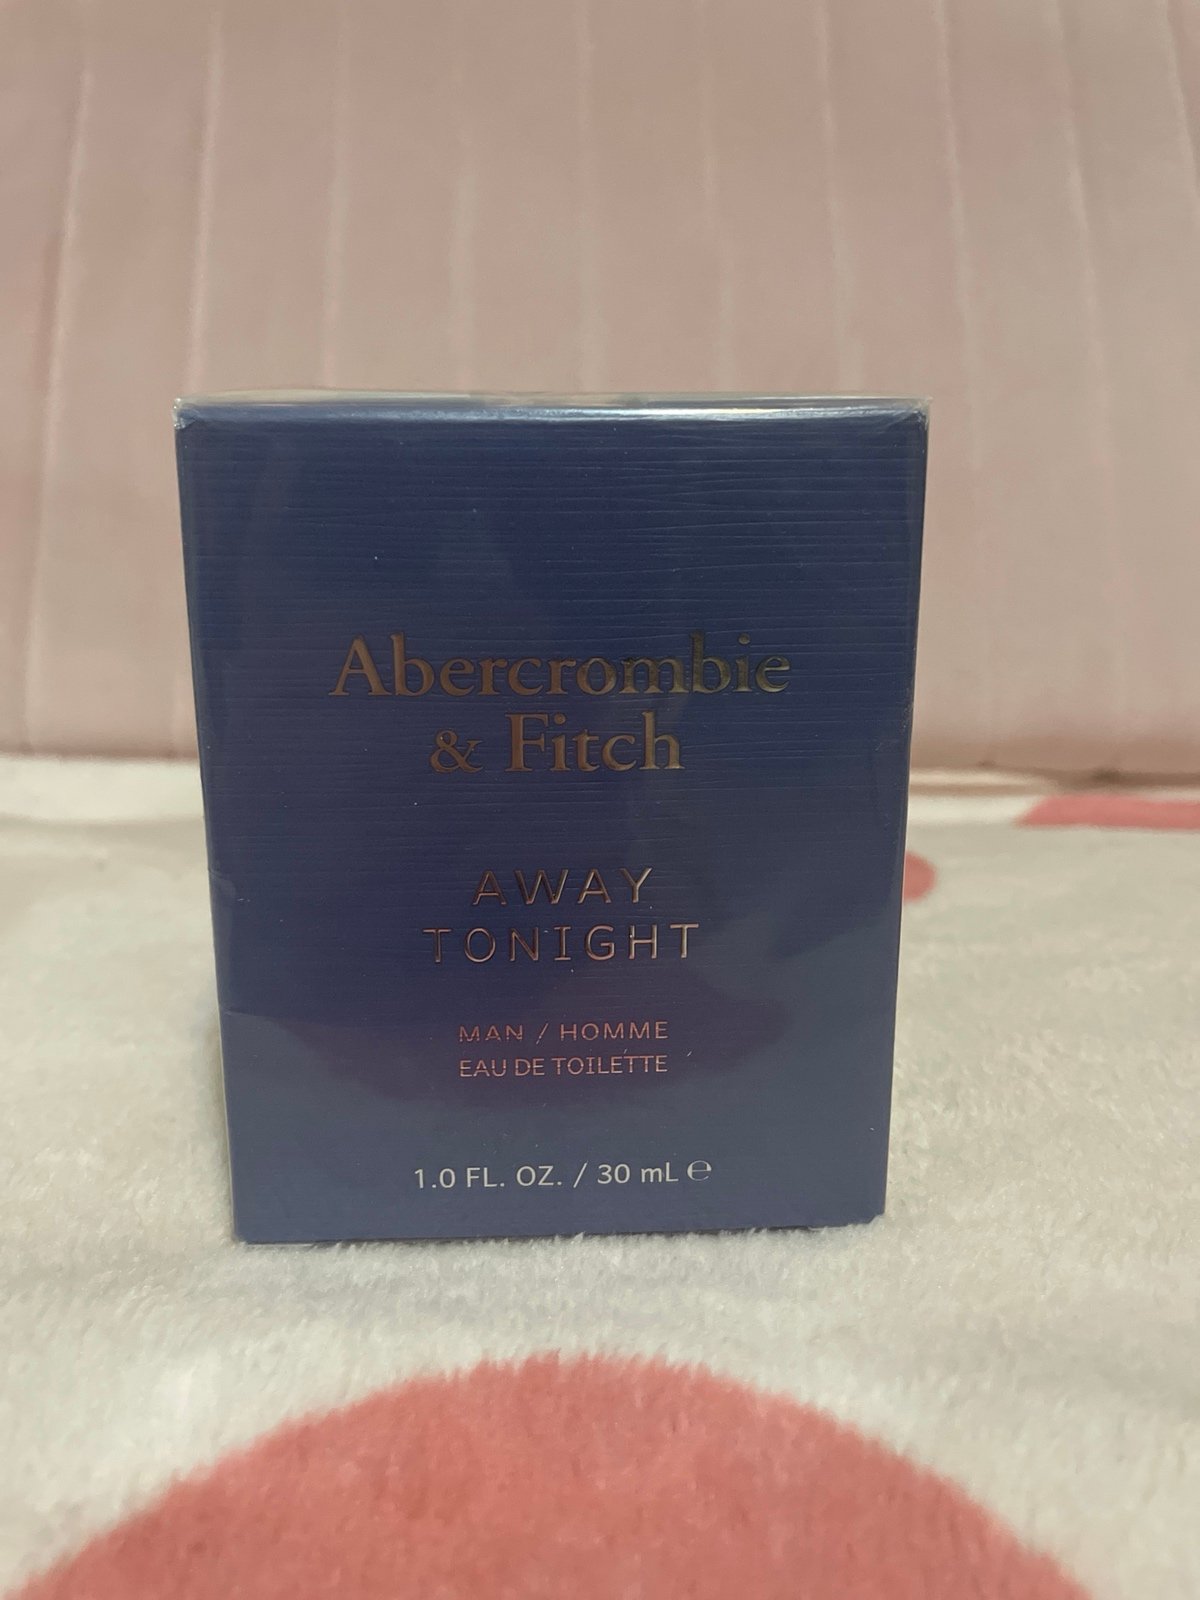 Abercrombie
& Fitch
AWAY
TONIGHT
MAN / HOMME
EAU DE TOILETTE
1.0 FL. OZ. / 30 mL ℮